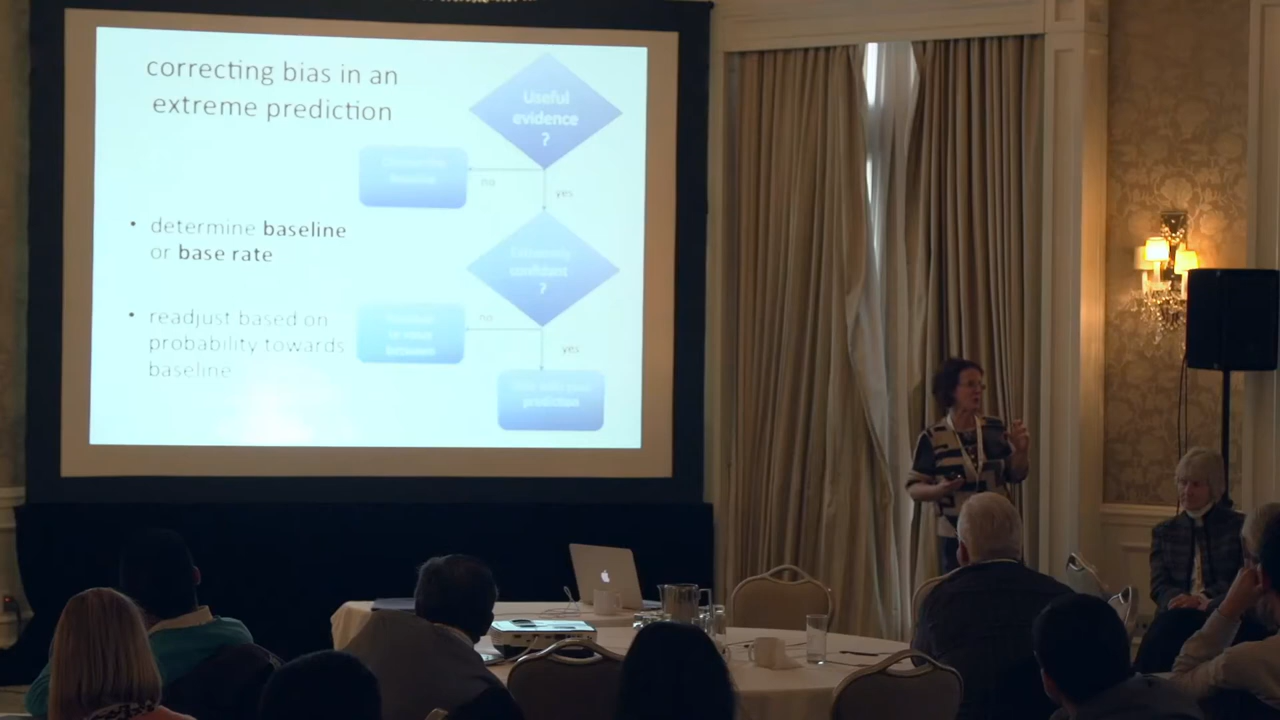 correcting bias in an
extreme prediction
Useful
evidence
?
no
yes
• determine baseline
or base rate
confident
?
• readjust based on
probability towards
baseline
no
yes
prediction